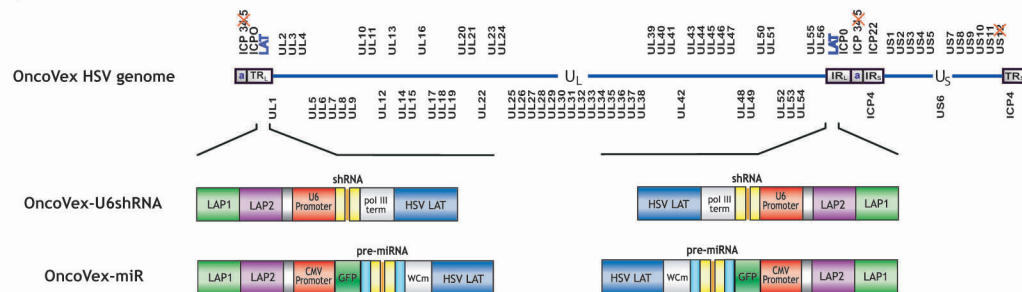 ICP 34.5 ICPO LAT UL2 UL3 UL4 UL10 UL11 UL13 UL16 UL20 UL21 UL23 UL24 UL39 UL40 UL41 UL43 UL44 UL45 UL46 UL47 UL50 UL51 UL55 UL56 LAT ICP0 ICP 34.5 ICP22 US1 US2 US3 US4 US5 US7 US8 US9 US10 US11 US12
OncoVex HSV genome a TRL UL IRL a IRS US TRS
UL1 UL5 UL6 UL7 UL8 UL9 UL12 UL14 UL15 UL17 UL18 UL19 UL22 UL25 UL26 UL27 UL28 UL29 UL30 UL31 UL32 UL33 UL34 UL35 UL36 UL37 UL38 UL42 UL48 UL49 UL52 UL53 UL54 ICP4 US6 ICP4
shRNA shRNA
OncoVex-U6shRNA LAP1 LAP2 U6 Promoter pol III term HSV LAT HSV LAT pol III term U6 Promoter LAP2 LAP1
pre-miRNA pre-miRNA
OncoVex-miR LAP1 LAP2 CMV Promoter GFP WCm HSV LAT HSV LAT WCm GFP CMV Promoter LAP2 LAP1